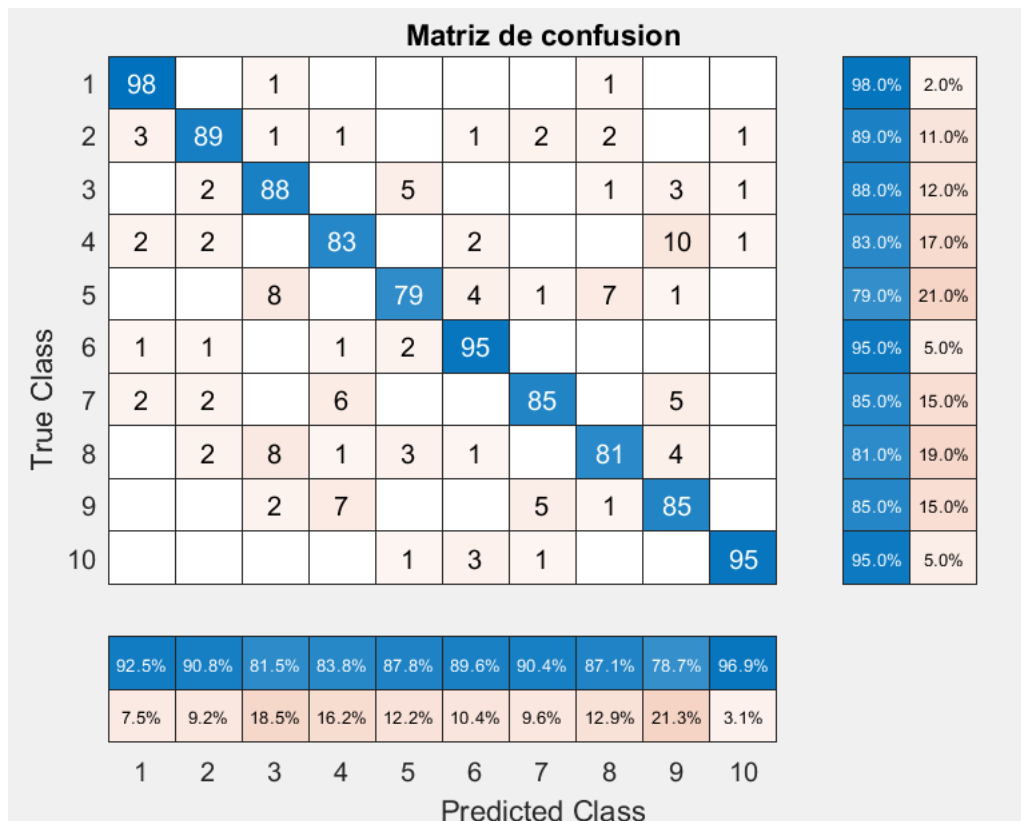 Matriz de confusion
1 98 1 1 98.0% 2.0%
2 3 89 1 1 1 2 2 1 89.0% 11.0%
3 2 88 5 1 3 1 88.0% 12.0%
4 2 2 83 2 10 1 83.0% 17.0%
5 8 79 4 1 7 1 79.0% 21.0%
6 1 1 1 2 95 95.0% 5.0%
7 2 2 6 85 5 85.0% 15.0%
8 2 8 1 3 1 81 4 81.0% 19.0%
9 2 7 5 1 85 85.0% 15.0%
10 1 3 1 95 95.0% 5.0%
True Class
92.5% 90.8% 81.5% 83.8% 87.8% 89.6% 90.4% 87.1% 78.7% 96.9%
7.5% 9.2% 18.5% 16.2% 12.2% 10.4% 9.6% 12.9% 21.3% 3.1%
1 2 3 4 5 6 7 8 9 10
Predicted Class